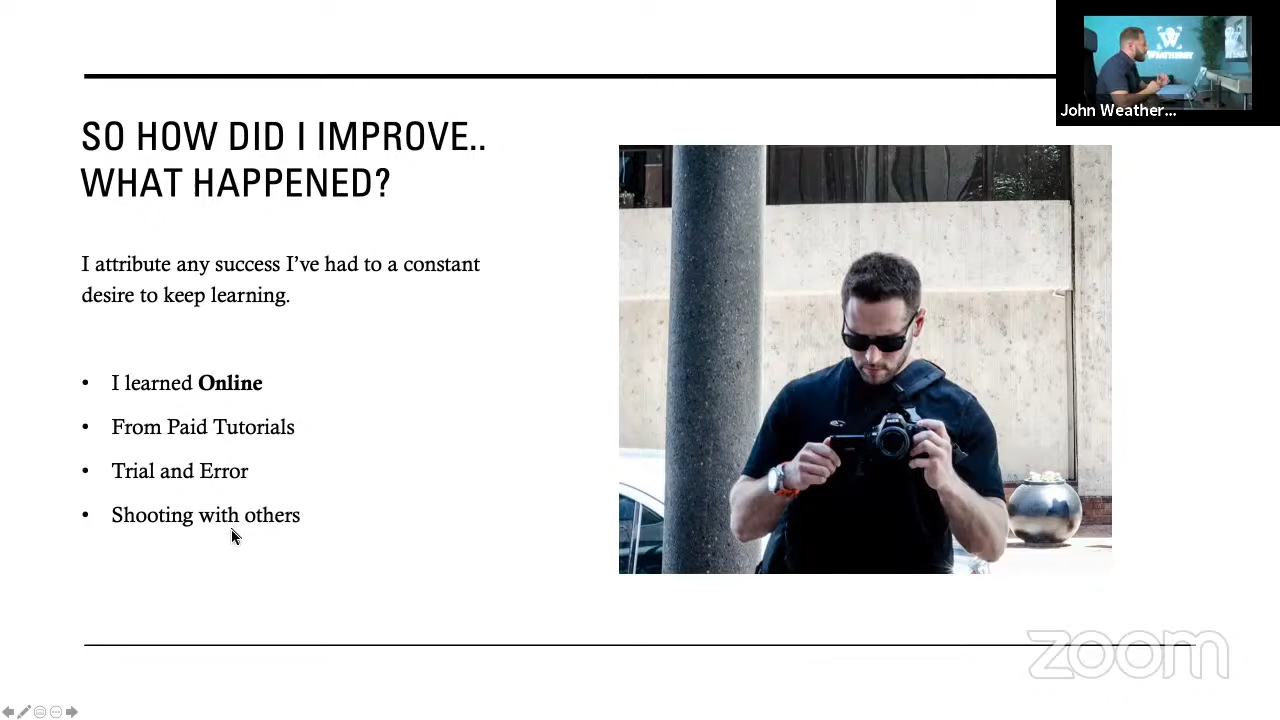 SO HOW DID I IMPROVE..
WHAT HAPPENED?
I attribute any success I’ve had to a constant
desire to keep learning.
• I learned Online
• From Paid Tutorials
• Trial and Error
• Shooting with others
John Weather...
zoom